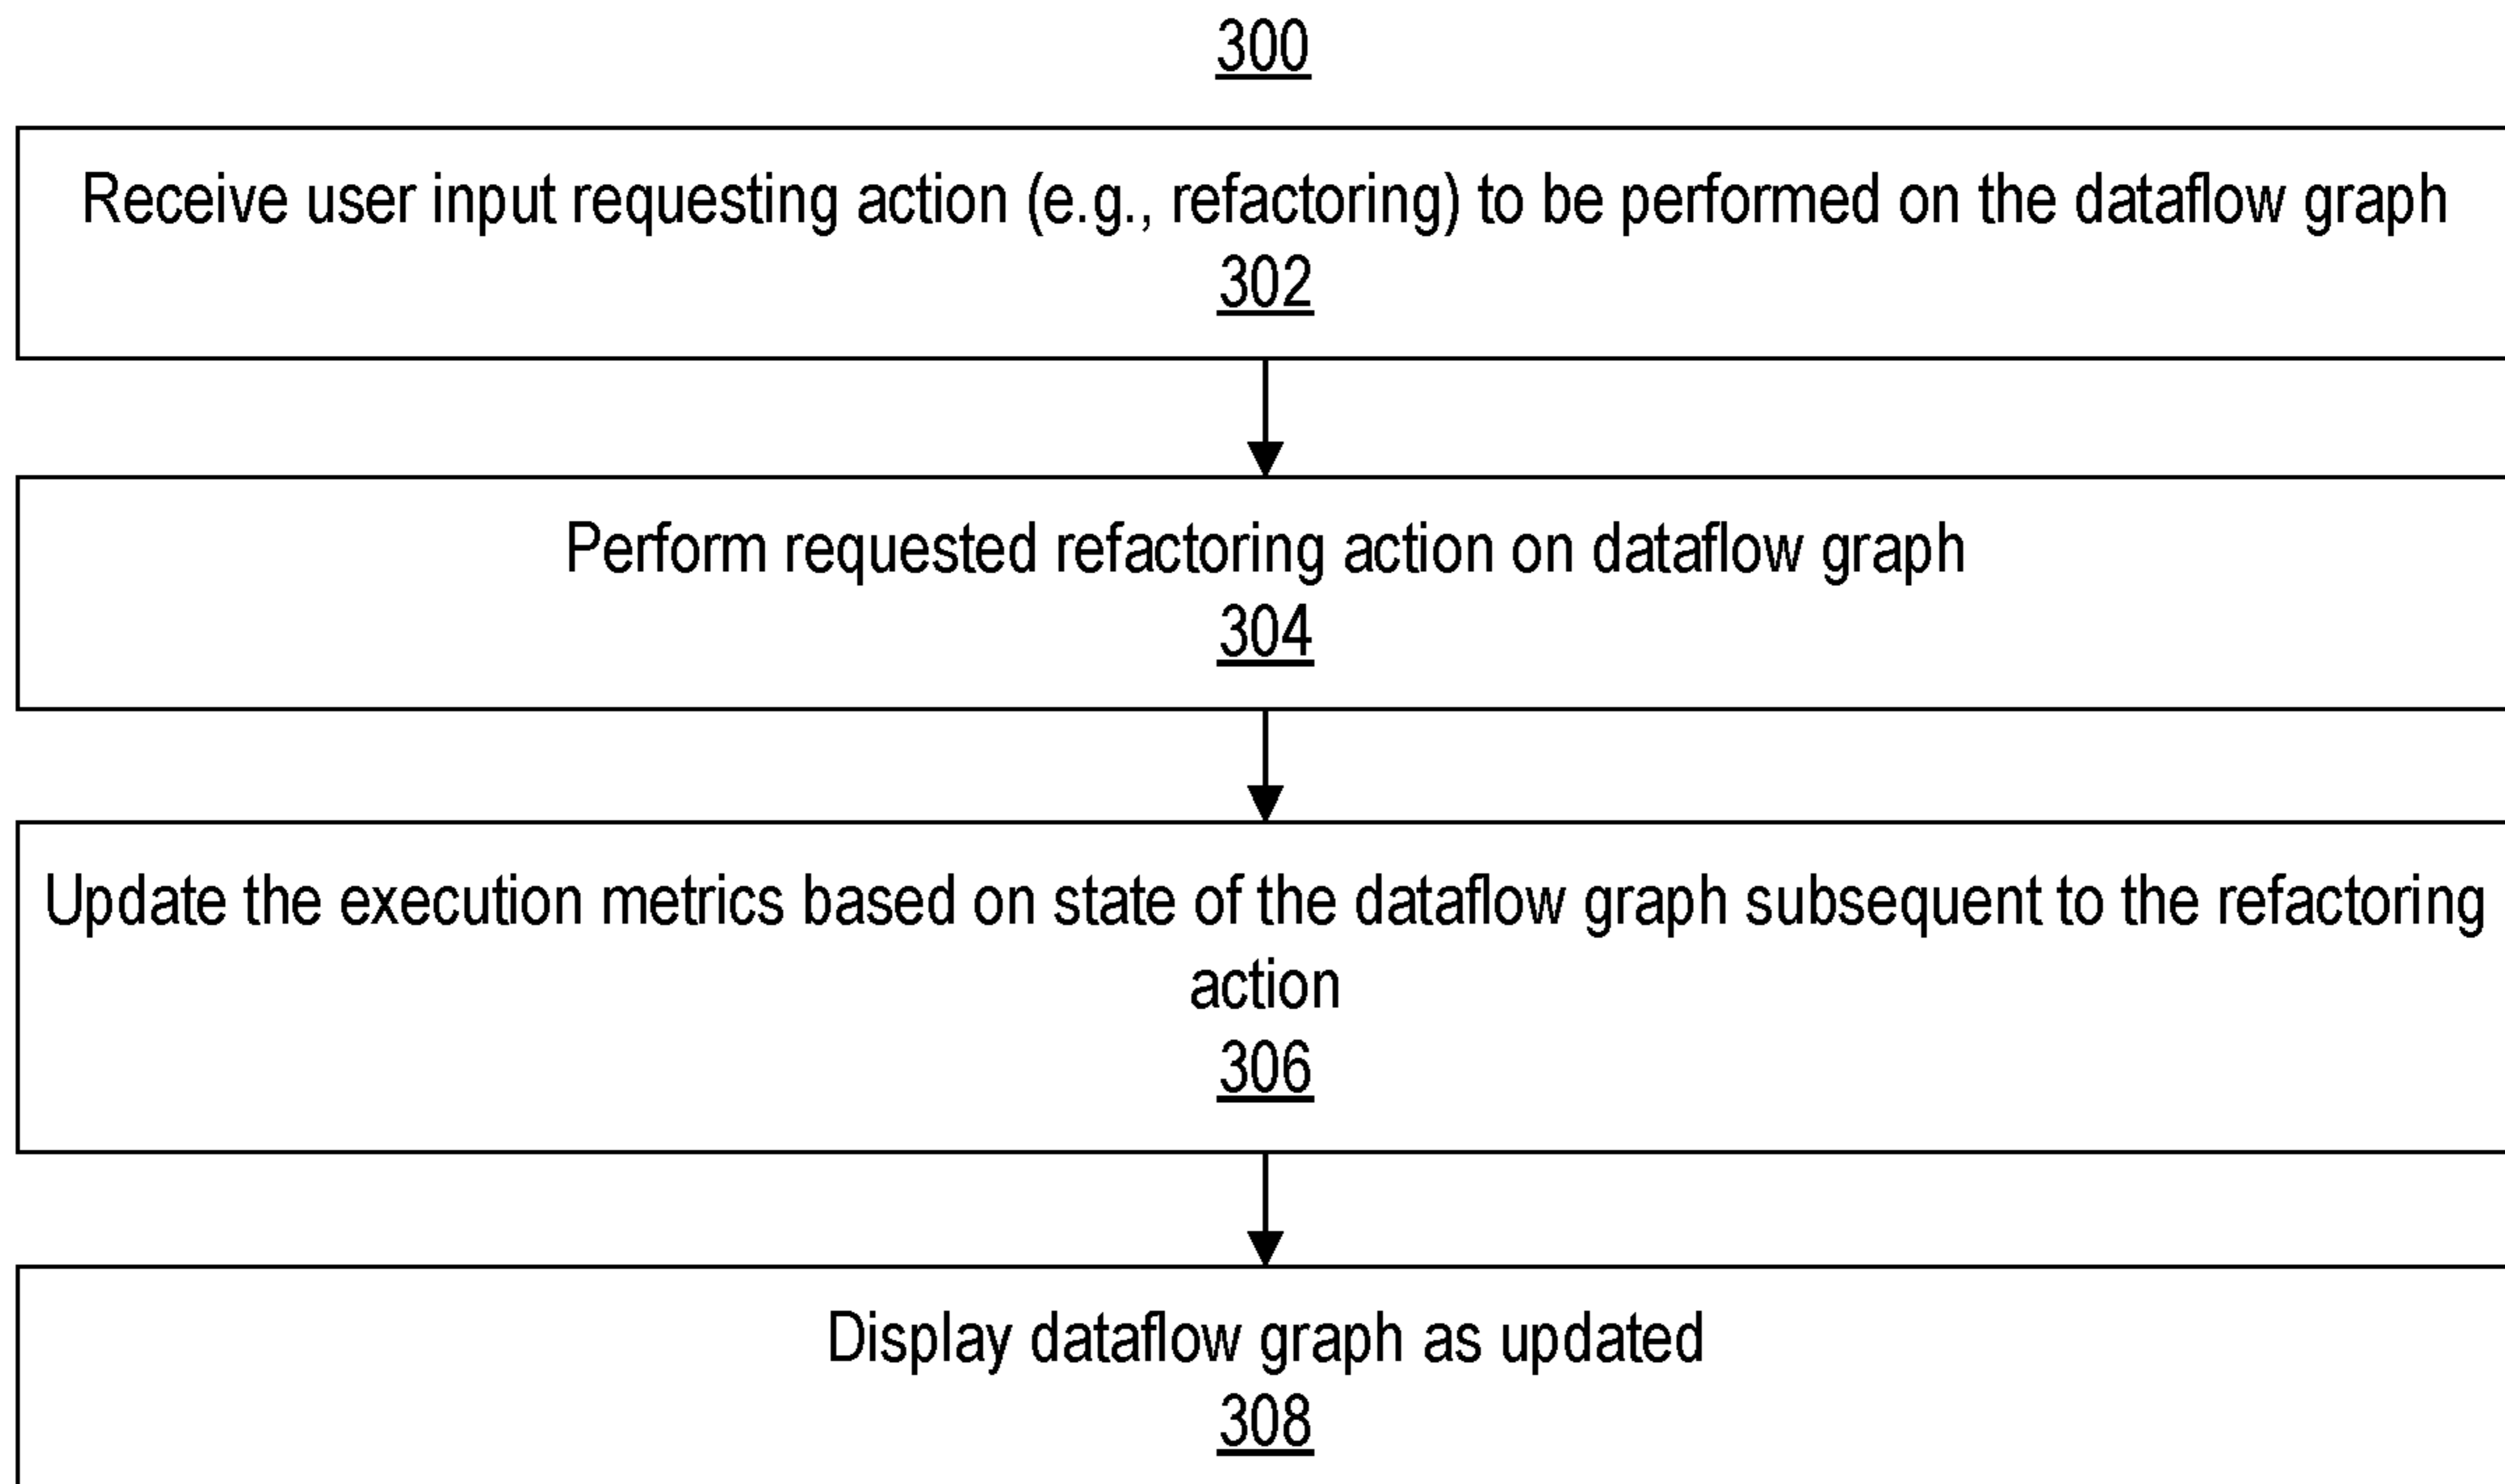 300
Receive user input requesting action (e.g., refactoring) to be performed on the dataflow graph
302
Perform requested refactoring action on dataflow graph
304
Update the execution metrics based on state of the dataflow graph subsequent to the refactoring
action
306
Display dataflow graph as updated
308